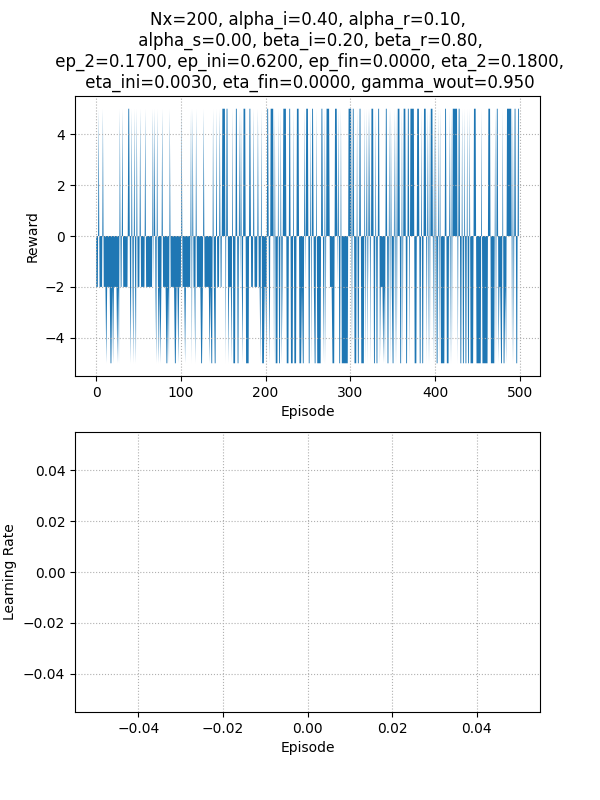 Nx=200, alpha_i=0.40, alpha_r=0.10,
alpha_s=0.00, beta_i=0.20, beta_r=0.80,
ep_2=0.1700, ep_ini=0.6200, ep_fin=0.0000, eta_2=0.1800,
eta_ini=0.0030, eta_fin=0.0000, gamma_wout=0.950
Reward
4
2
0
−2
−4
0 100 200 300 400 500
Episode
Learning Rate
0.04
0.02
0.00
−0.02
−0.04
−0.04 −0.02 0.00 0.02 0.04
Episode